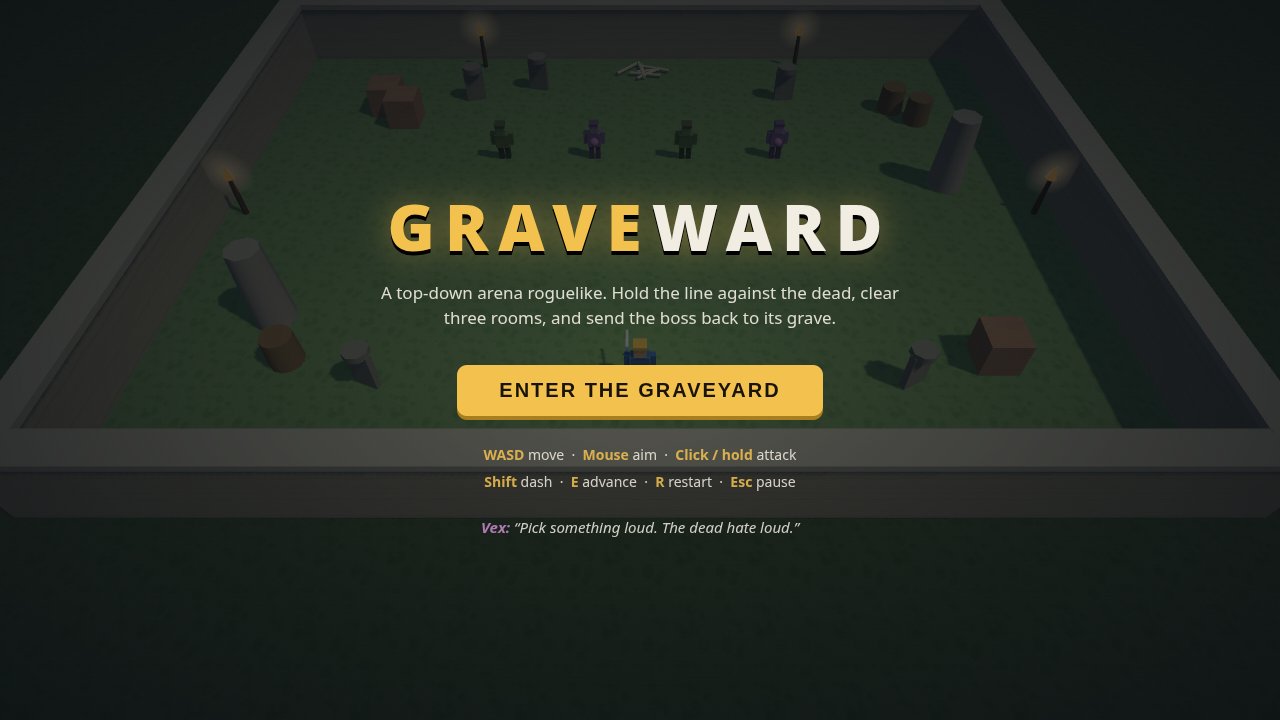 GRAVEWARD
A top-down arena roguelike. Hold the line against the dead, clear
three rooms, and send the boss back to its grave.
ENTER THE GRAVEYARD
WASD move · Mouse aim · Click / hold attack
Shift dash · E advance · R restart · Esc pause
Vex: “Pick something loud. The dead hate loud.”